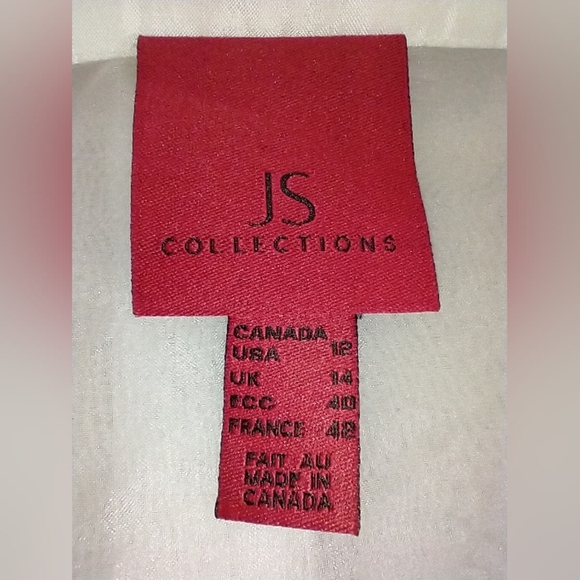 JS
COLLECTIONS
CANADA
USA 12
UK 14
ECC 40
FRANCE 42
FAIT AU
MADE IN
CANADA